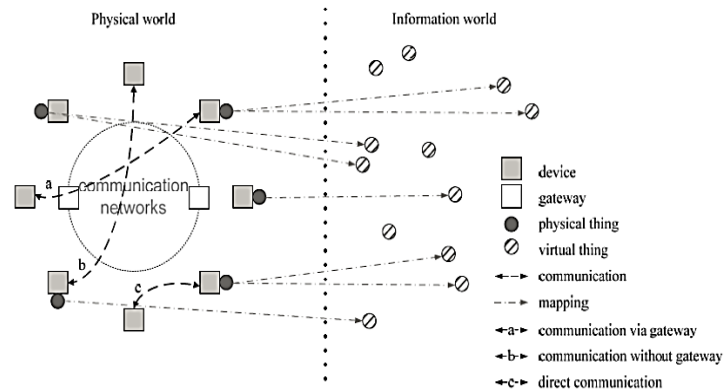 Physical world
Information world
a
communication
networks
b
c
device
gateway
physical thing
virtual thing
communication
mapping
a communication via gateway
b communication without gateway
c direct communication